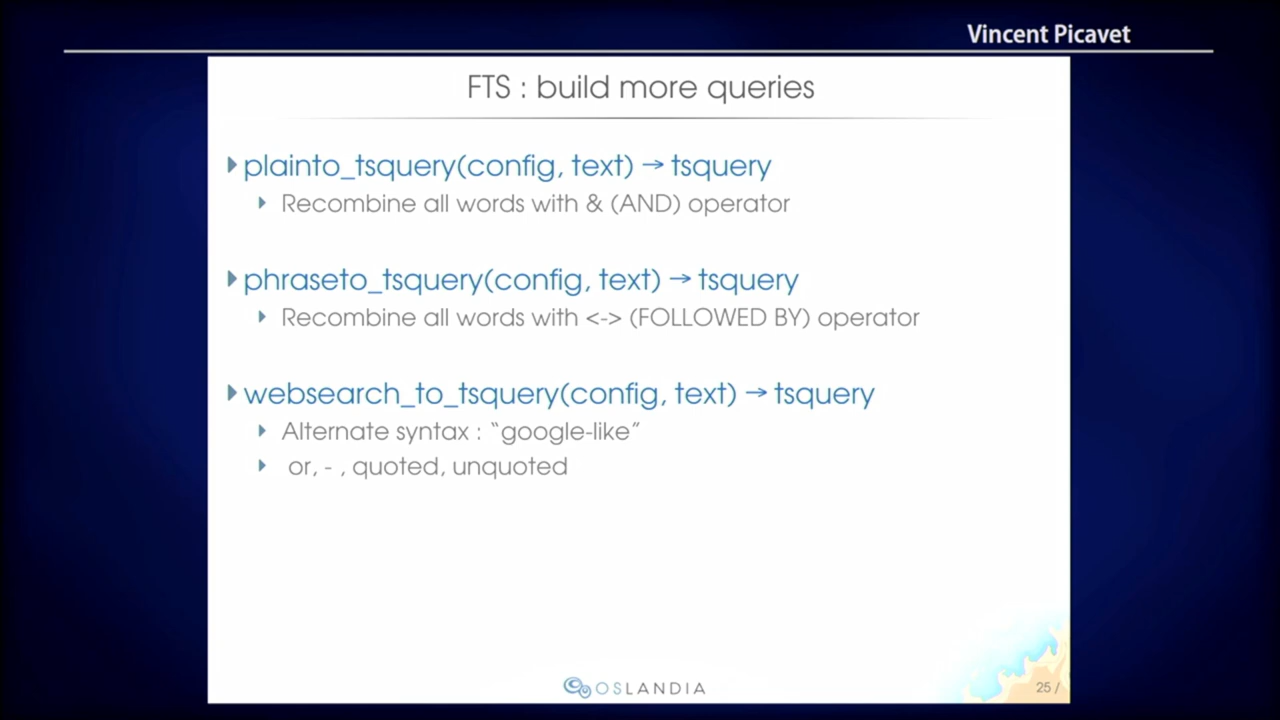 Vincent Picavet
FTS : build more queries
plainto_tsquery(config, text) → tsquery
Recombine all words with & (AND) operator
phraseto_tsquery(config, text) → tsquery
Recombine all words with <-> (FOLLOWED BY) operator
websearch_to_tsquery(config, text) → tsquery
Alternate syntax : “google-like”
or, - , quoted, unquoted
OSLANDIA
25 /